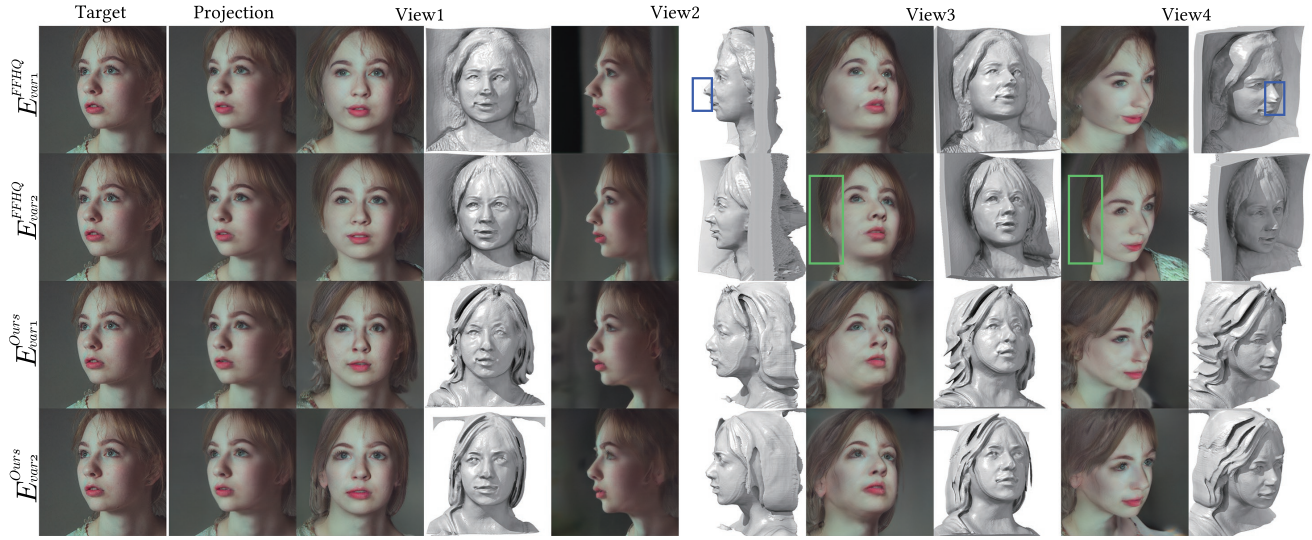 Target Projection View1 View2 View3 View4
E_{var1}^{FFHQ}
E_{var2}^{FFHQ}
E_{var1}^{Ours}
E_{var2}^{Ours}